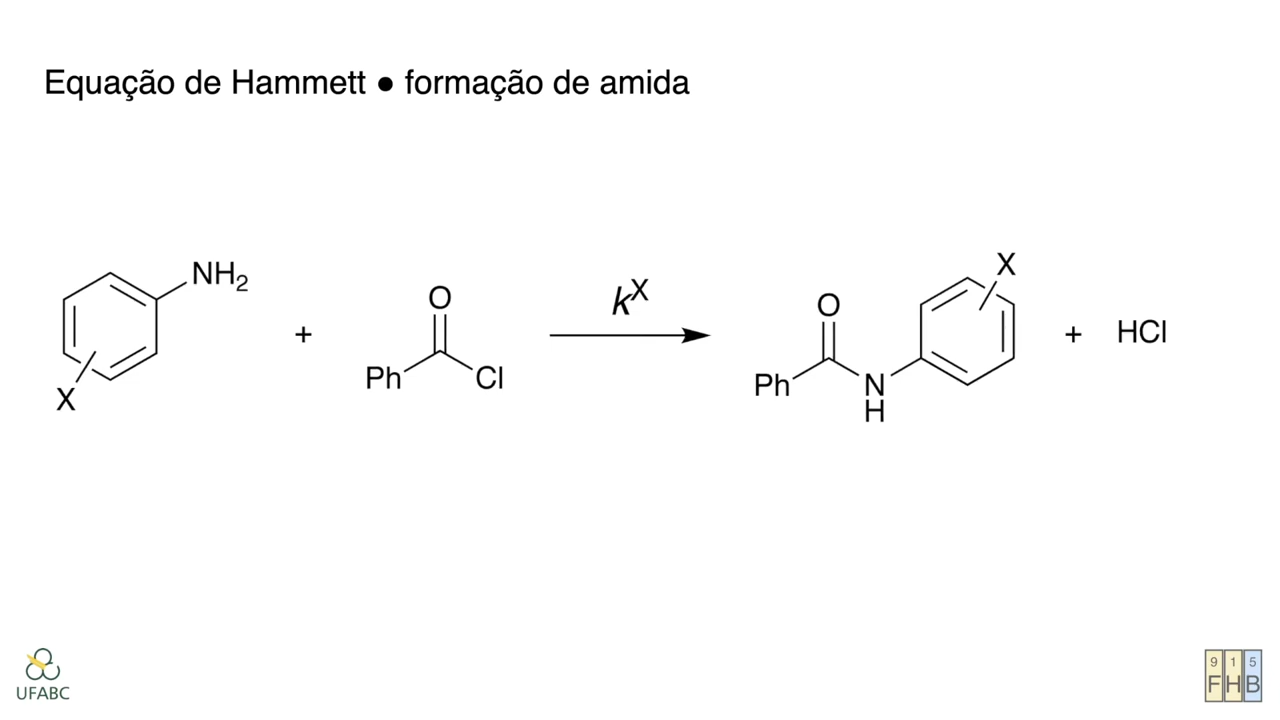 Equação de Hammett ● formação de amida
NH2
X
+
O
Ph
Cl
kX
O
Ph
N
H
X
+
HCl
UFABC
9 1 5
F H B